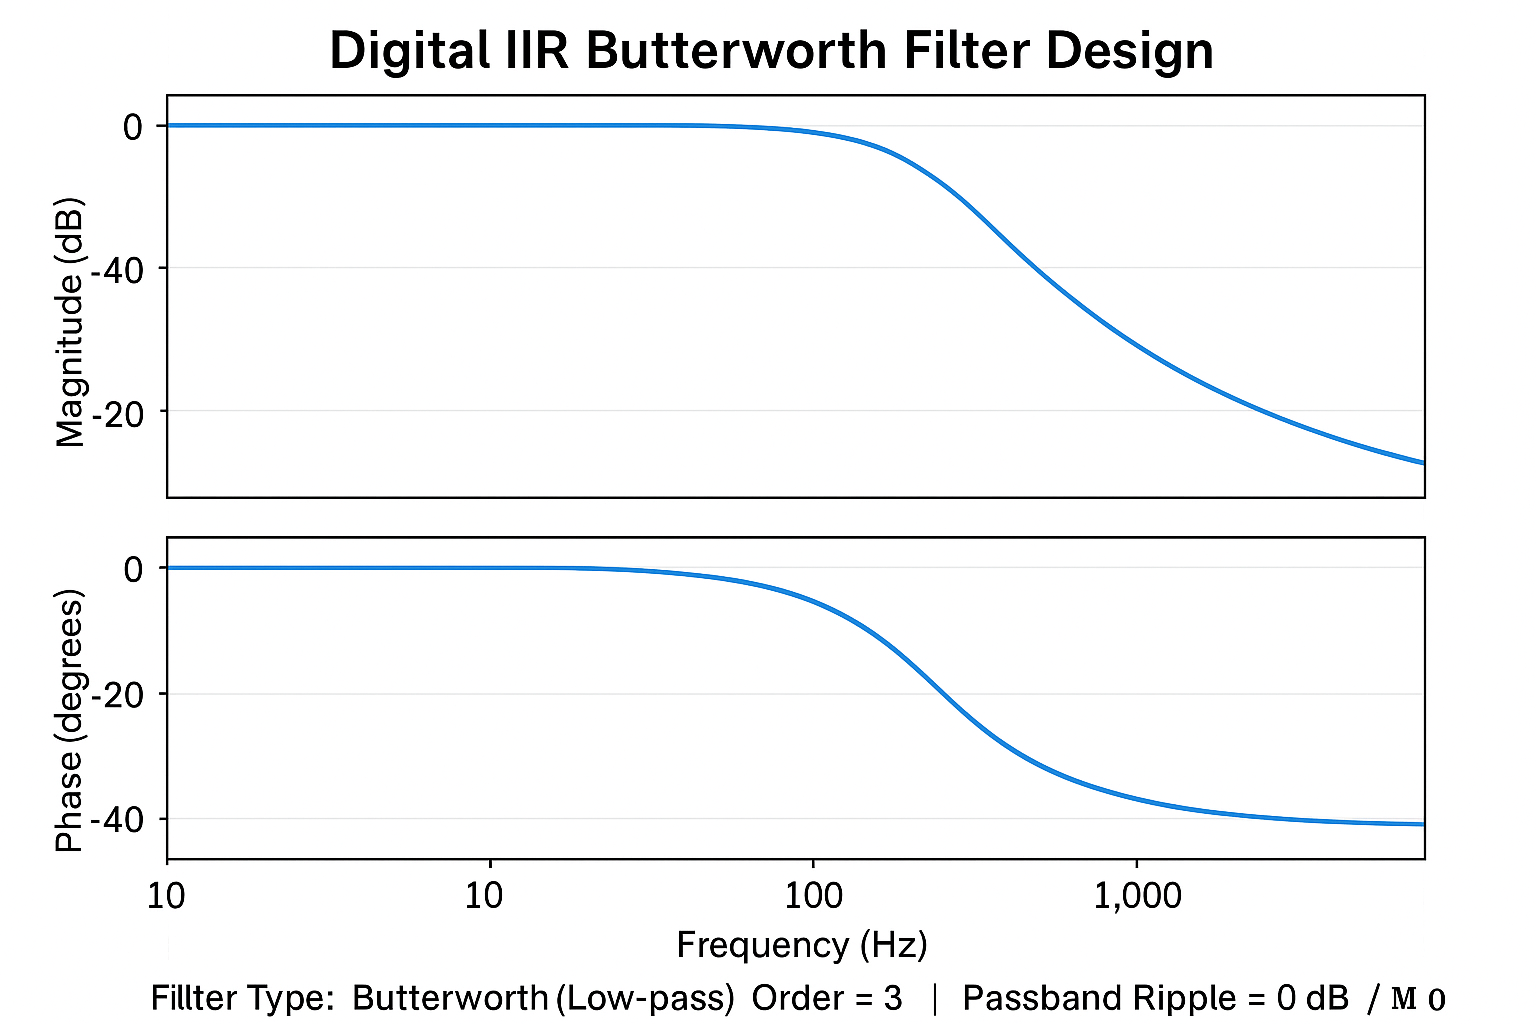 Digital IIR Butterworth Filter Design
Magnitude (dB)
0
-40
-20
Phase (degrees)
0
-20
-40
10 10 100 1,000
Frequency (Hz)
Fillter Type: Butterworth (Low-pass) Order = 3 | Passband Ripple = 0 dB / M 0